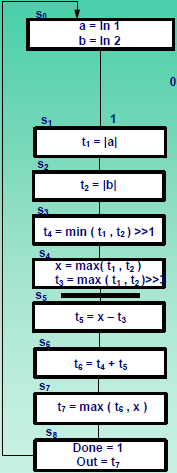 S0
a = In 1
b = In 2
0
1
S1
t1 = |a|
S2
t2 = |b|
S3
t4 = min ( t1 , t2 ) >>1
S4
x = max( t1 , t2 )
t3 = max ( t1 , t2 )>>3
S5
t5 = x – t3
S6
t6 = t4 + t5
S7
t7 = max ( t6 , x )
S8
Done = 1
Out = t7